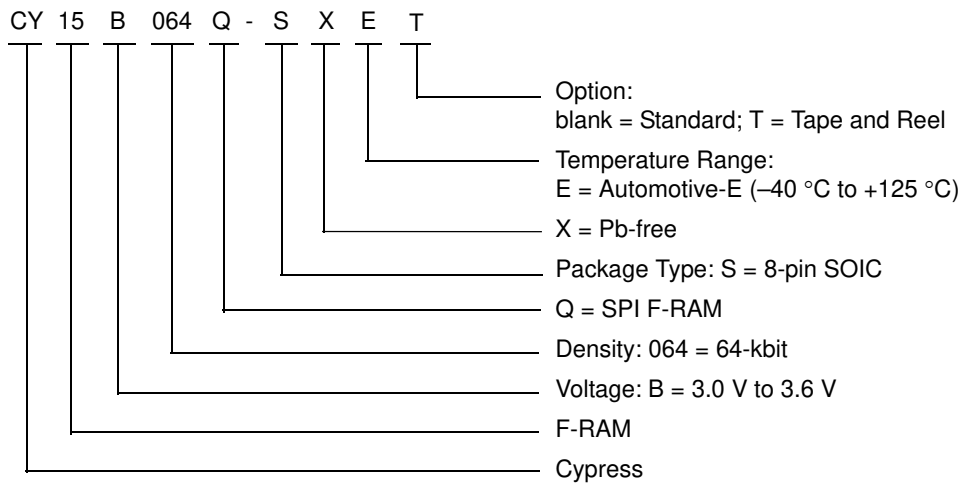 CY 15 B 064 Q - S X E T
Option:
blank = Standard; T = Tape and Reel
Temperature Range:
E = Automotive-E (–40 °C to +125 °C)
X = Pb-free
Package Type: S = 8-pin SOIC
Q = SPI F-RAM
Density: 064 = 64-kbit
Voltage: B = 3.0 V to 3.6 V
F-RAM
Cypress